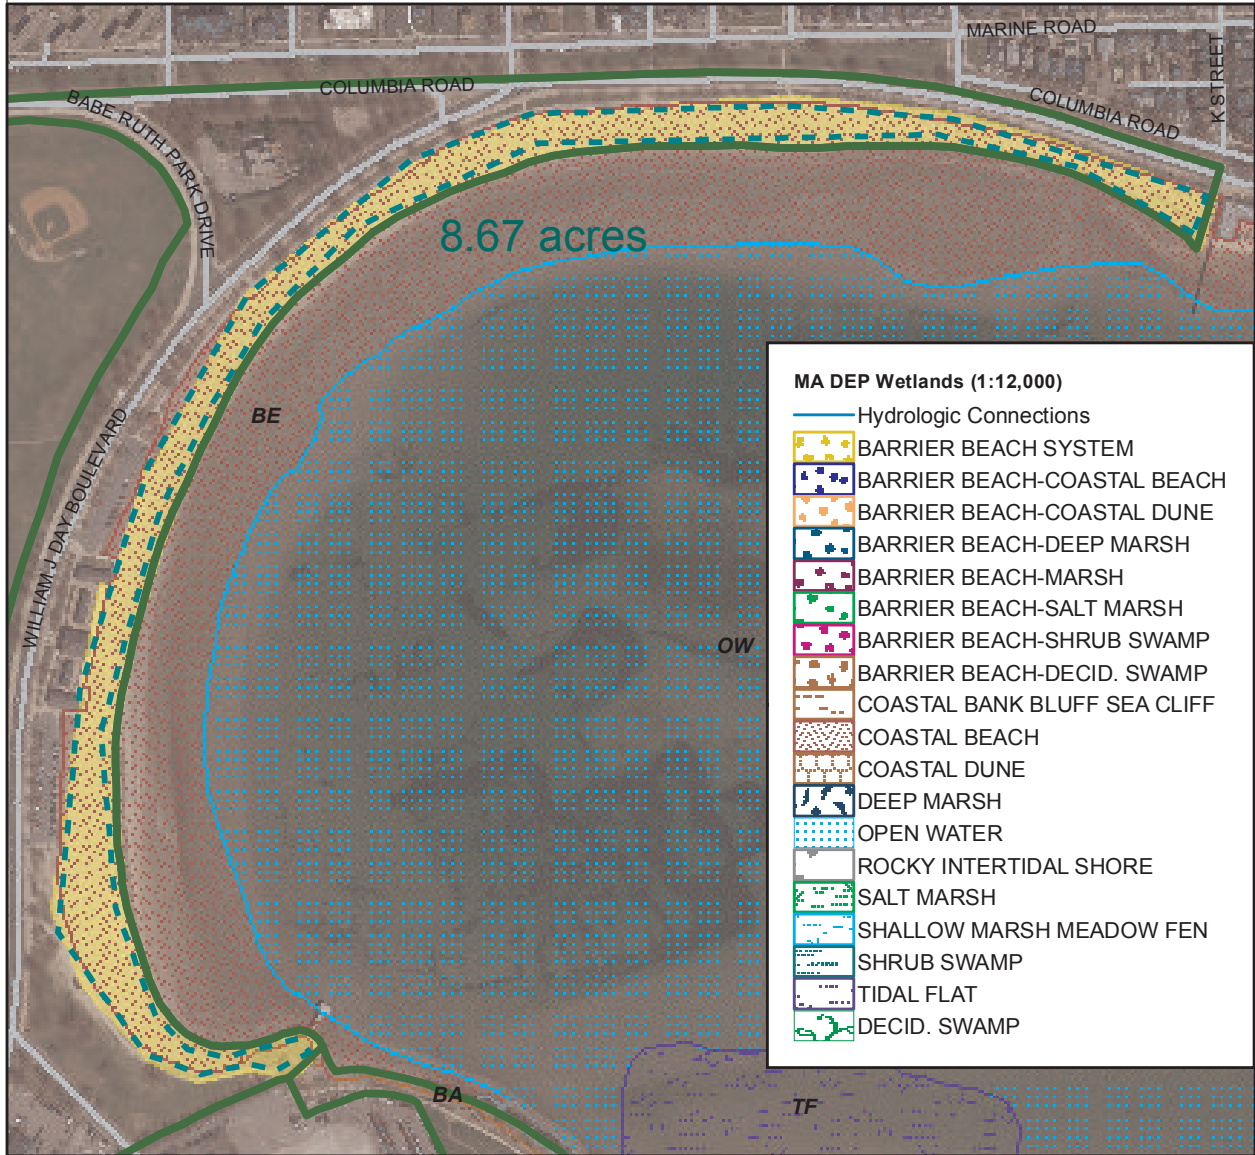 MARINE ROAD
K STREET
COLUMBIA ROAD
COLUMBIA ROAD
BABE RUTH PARK DRIVE
8.67 acres
BE
WILLIAM J DAY BOULEVARD
OW
BA
TF
MA DEP Wetlands (1:12,000)
Hydrologic Connections
BARRIER BEACH SYSTEM
BARRIER BEACH-COASTAL BEACH
BARRIER BEACH-COASTAL DUNE
BARRIER BEACH-DEEP MARSH
BARRIER BEACH-MARSH
BARRIER BEACH-SALT MARSH
BARRIER BEACH-SHRUB SWAMP
BARRIER BEACH-DECID. SWAMP
COASTAL BANK BLUFF SEA CLIFF
COASTAL BEACH
COASTAL DUNE
DEEP MARSH
OPEN WATER
ROCKY INTERTIDAL SHORE
SALT MARSH
SHALLOW MARSH MEADOW FEN
SHRUB SWAMP
TIDAL FLAT
DECID. SWAMP